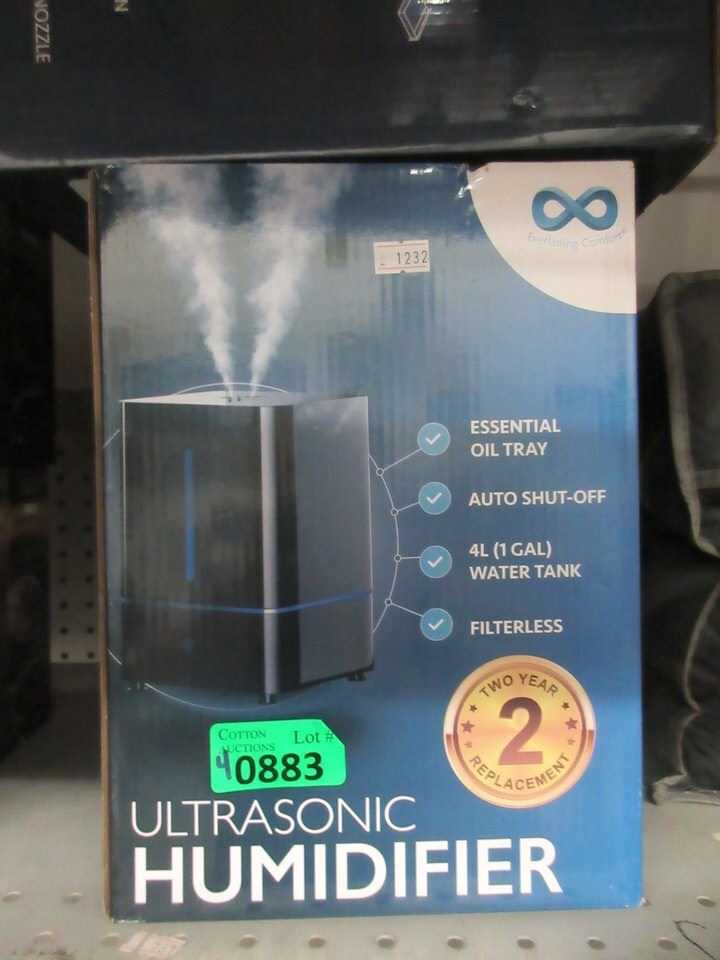 NOZZLE
N
Everlasting Comfort®
1232
ESSENTIAL
OIL TRAY
AUTO SHUT-OFF
4L (1 GAL)
WATER TANK
FILTERLESS
TWO YEAR
2
REPLACEMENT
COTTON
AUCTIONS Lot #
40883
ULTRASONIC
HUMIDIFIER